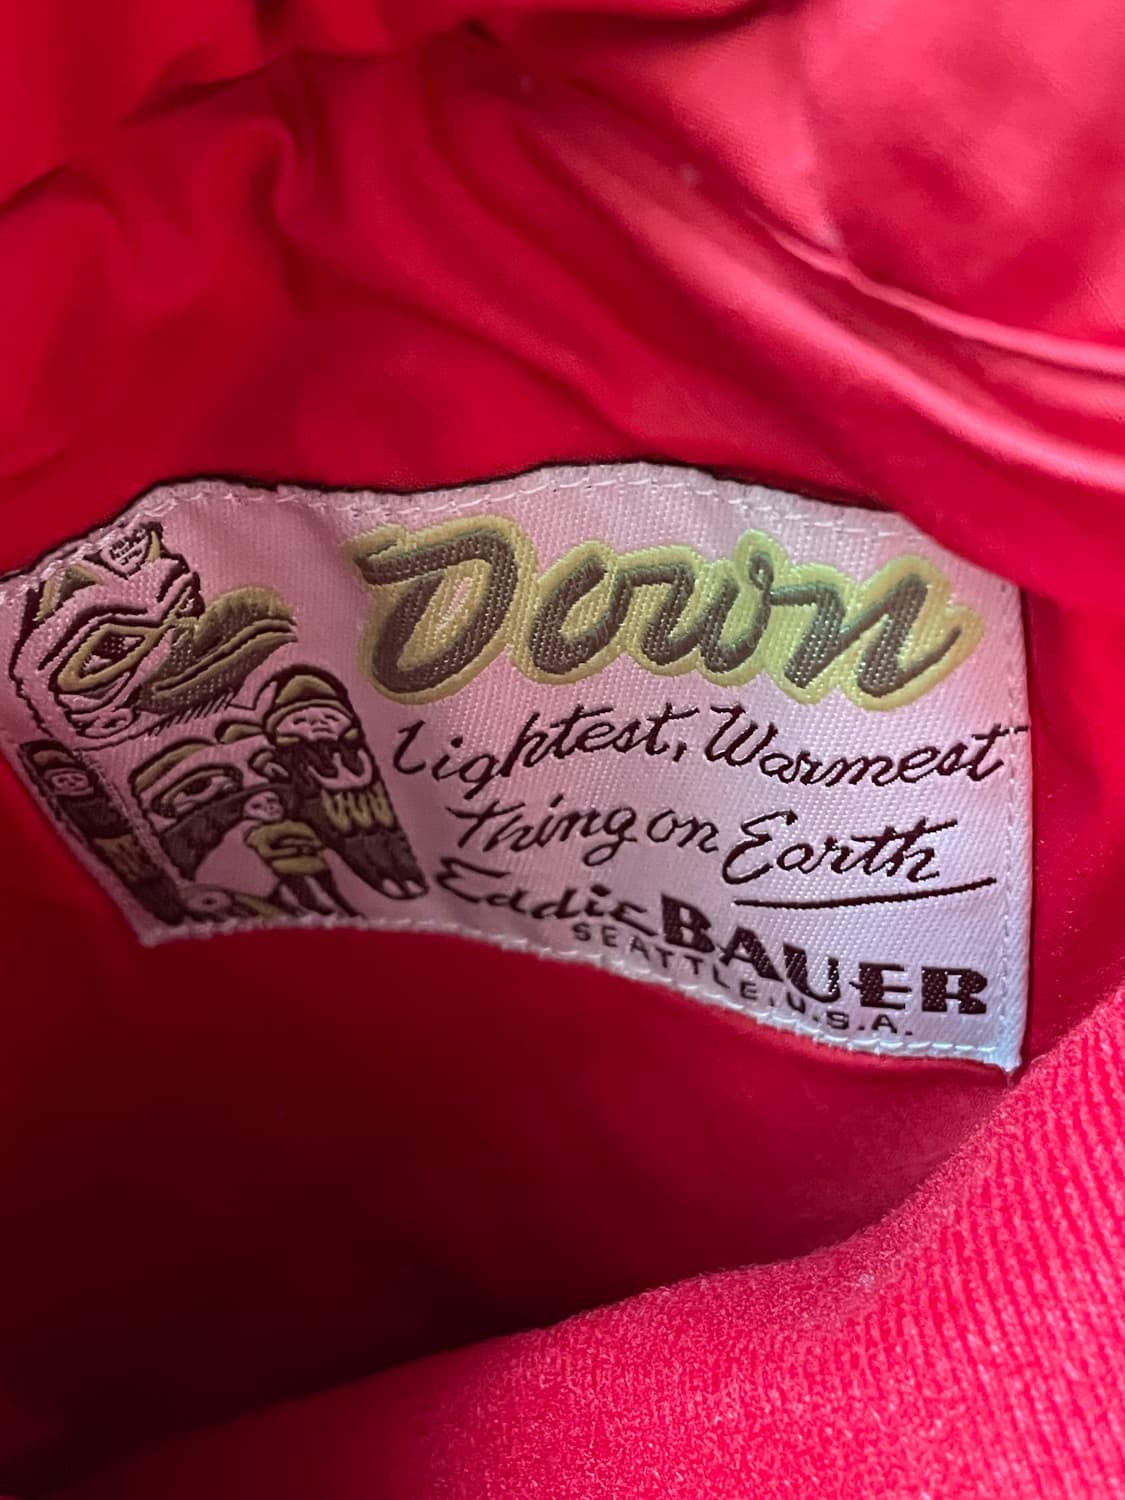 Down
Lightest, Warmest
Thing on Earth
Eddie BAUER
SEATTLE, U.S.A.